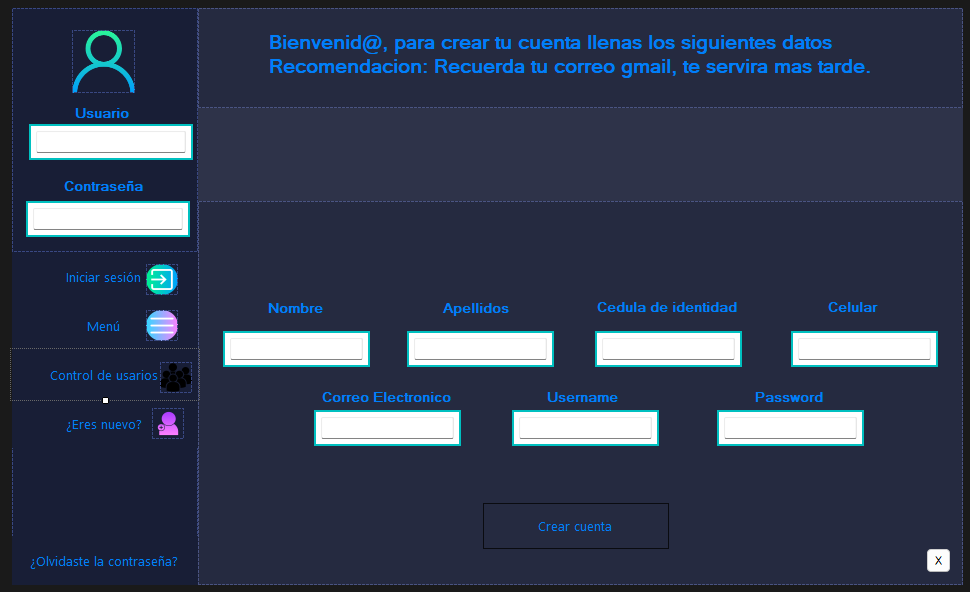 Bienvenid@, para crear tu cuenta llenas los siguientes datos
Recomendacion: Recuerda tu correo gmail, te servira mas tarde.
Usuario
Contraseña
Iniciar sesión
Menú
Control de usarios
¿Eres nuevo?
¿Olvidaste la contraseña?
Nombre
Apellidos
Cedula de identidad
Celular
Correo Electronico
Username
Password
Crear cuenta
X